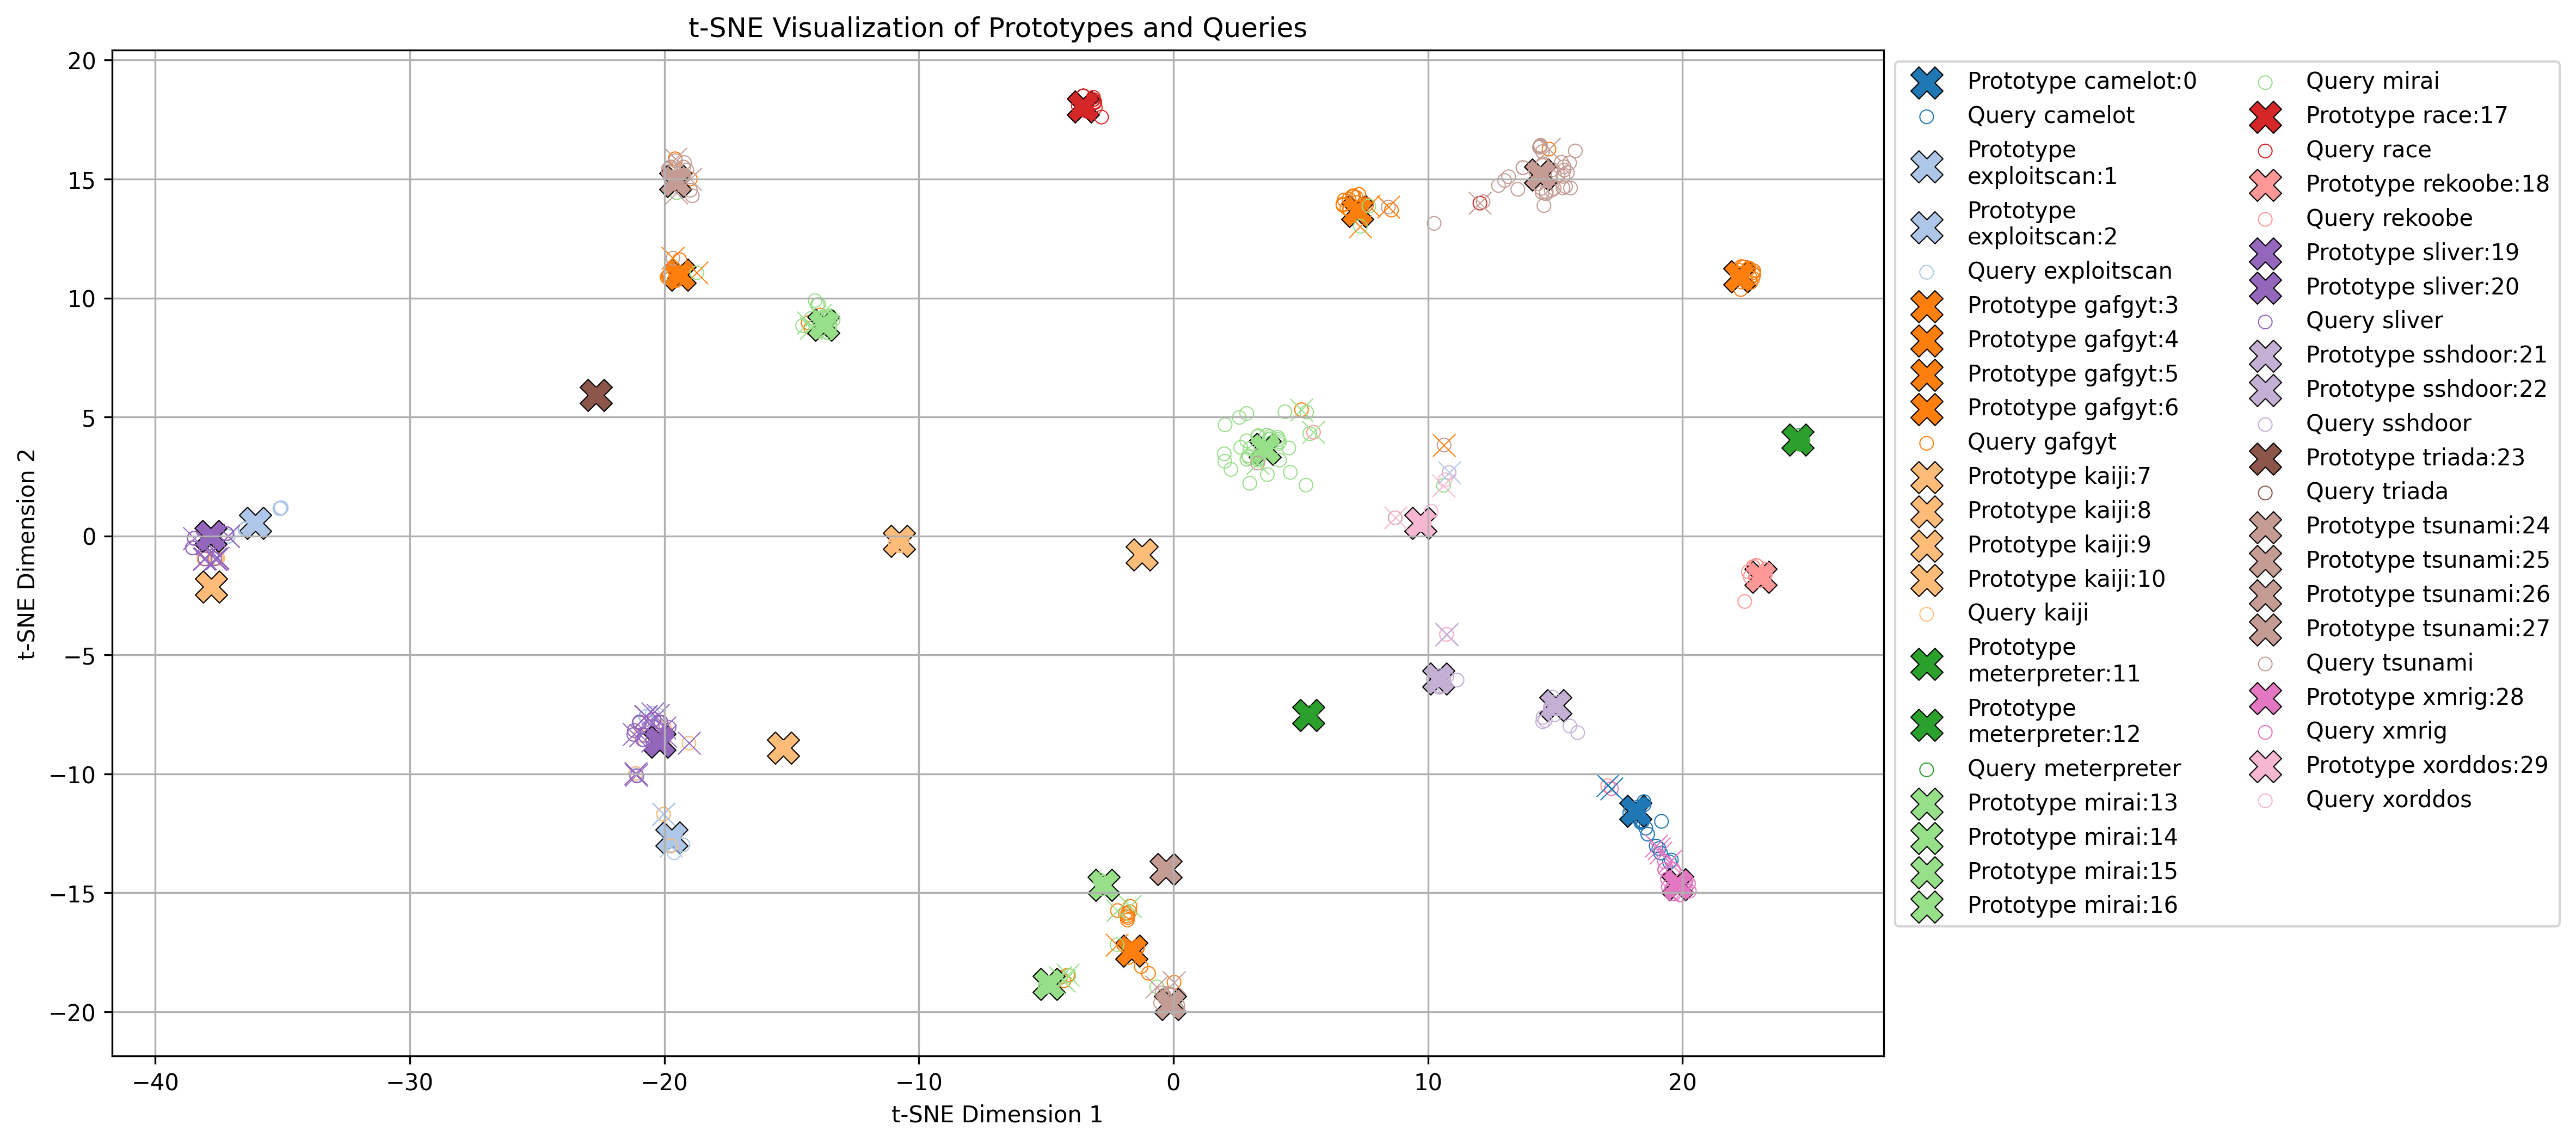 t-SNE Visualization of Prototypes and Queries
20
15
10
5
0
−5
−10
−15
−20
t-SNE Dimension 2
−40
−30
−20
−10
0
10
20
t-SNE Dimension 1
Prototype camelot:0
Query camelot
Prototype
exploitscan:1
Prototype
exploitscan:2
Query exploitscan
Prototype gafgyt:3
Prototype gafgyt:4
Prototype gafgyt:5
Prototype gafgyt:6
Query gafgyt
Prototype kaiji:7
Prototype kaiji:8
Prototype kaiji:9
Prototype kaiji:10
Query kaiji
Prototype
meterpreter:11
Prototype
meterpreter:12
Query meterpreter
Prototype mirai:13
Prototype mirai:14
Prototype mirai:15
Prototype mirai:16
Query mirai
Prototype race:17
Query race
Prototype rekoobe:18
Query rekoobe
Prototype sliver:19
Prototype sliver:20
Query sliver
Prototype sshdoor:21
Prototype sshdoor:22
Query sshdoor
Prototype triada:23
Query triada
Prototype tsunami:24
Prototype tsunami:25
Prototype tsunami:26
Prototype tsunami:27
Query tsunami
Prototype xmrig:28
Query xmrig
Prototype xorddos:29
Query xorddos